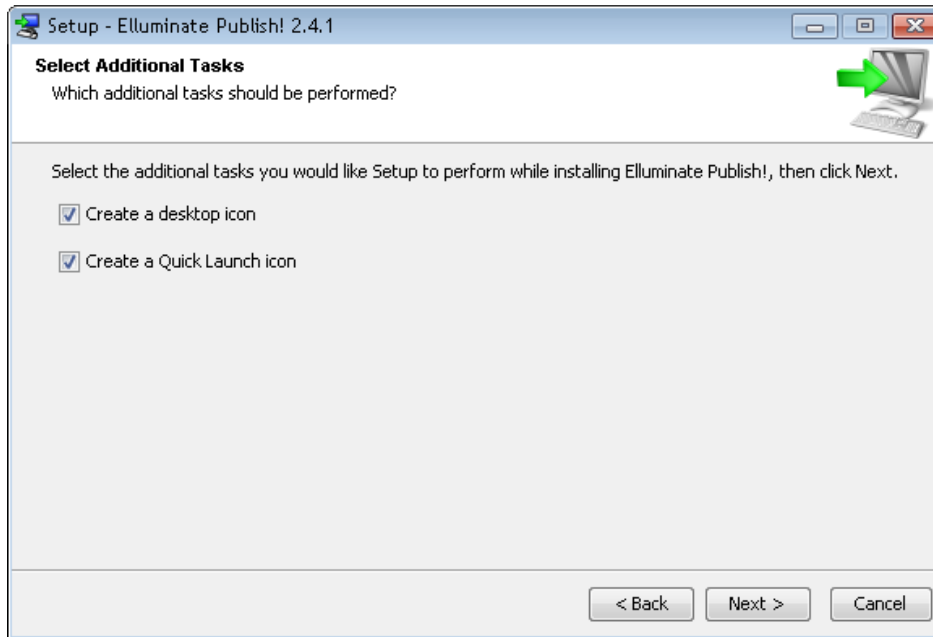 Setup - Elluminate Publish! 2.4.1
Select Additional Tasks
Which additional tasks should be performed?
Select the additional tasks you would like Setup to perform while installing Elluminate Publish!, then click Next.
Create a desktop icon
Create a Quick Launch icon
< Back Next > Cancel